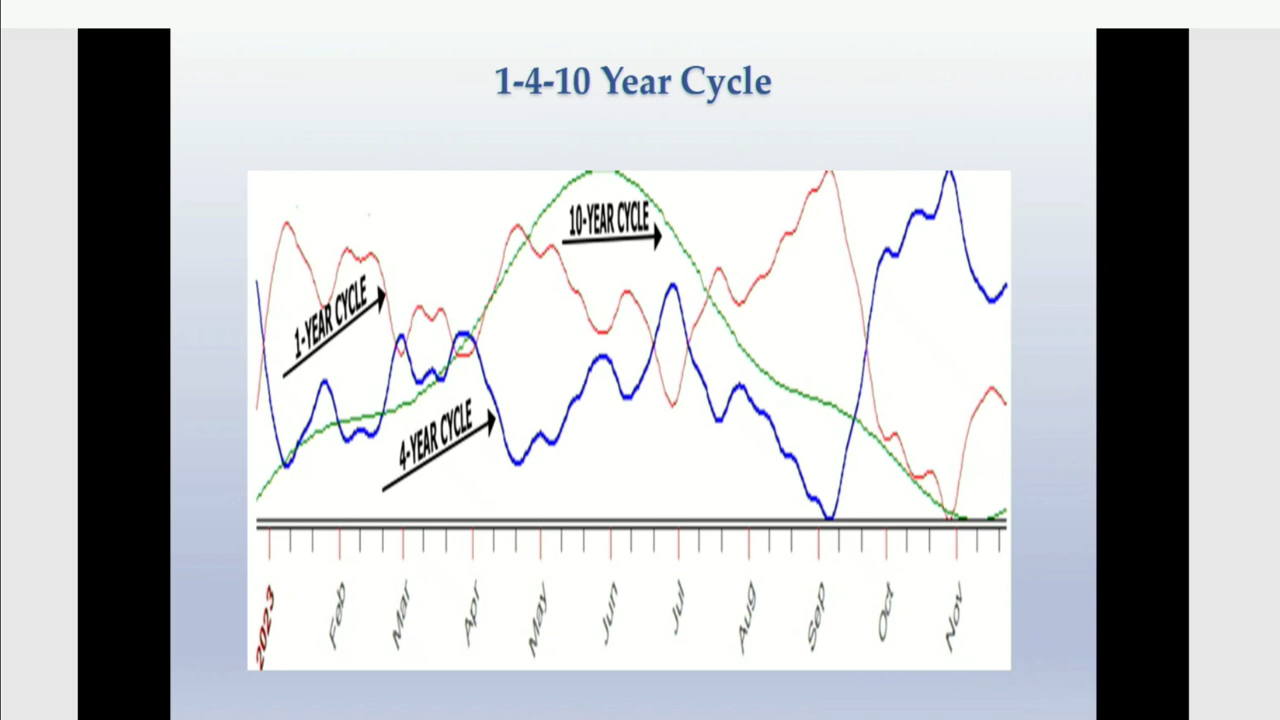 1-4-10 Year Cycle
10-YEAR CYCLE
1-YEAR CYCLE
4-YEAR CYCLE
2023 Feb Mar Apr May Jun Jul Aug Sep Oct Nov